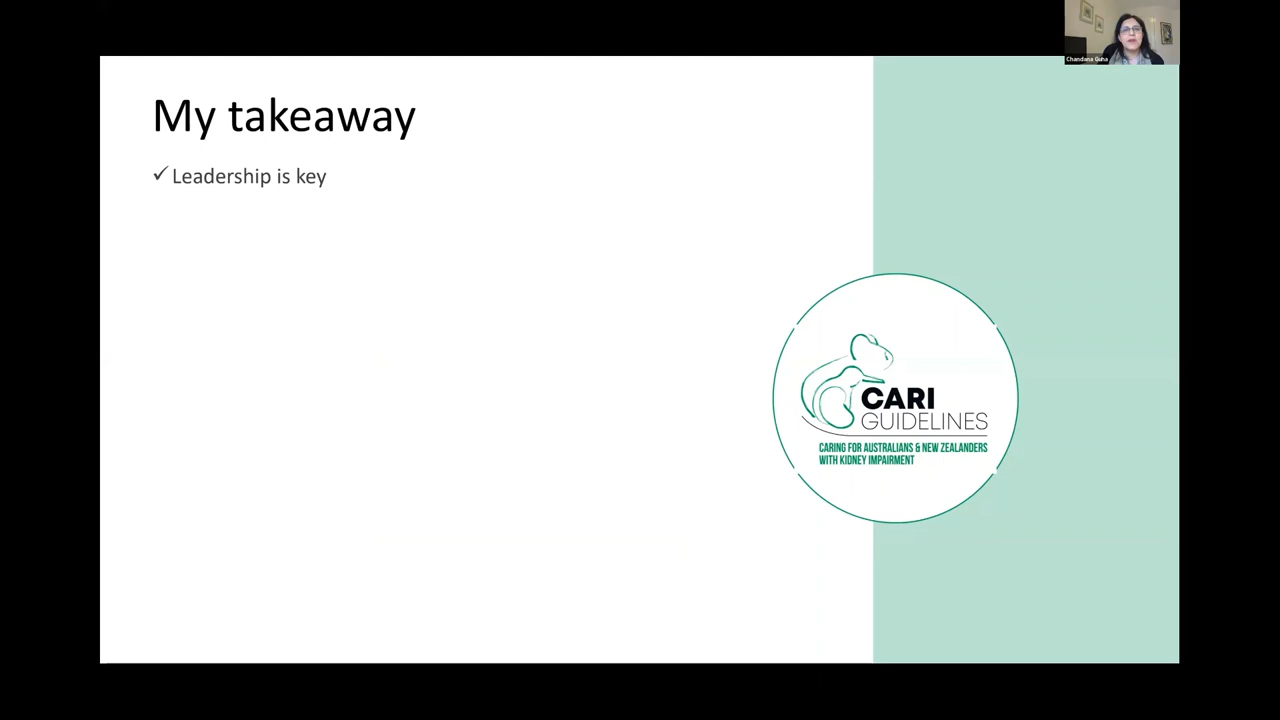 Chandana Guha
My takeaway
✓ Leadership is key
CARI
GUIDELINES
CARING FOR AUSTRALIANS & NEW ZEALANDERS
WITH KIDNEY IMPAIRMENT